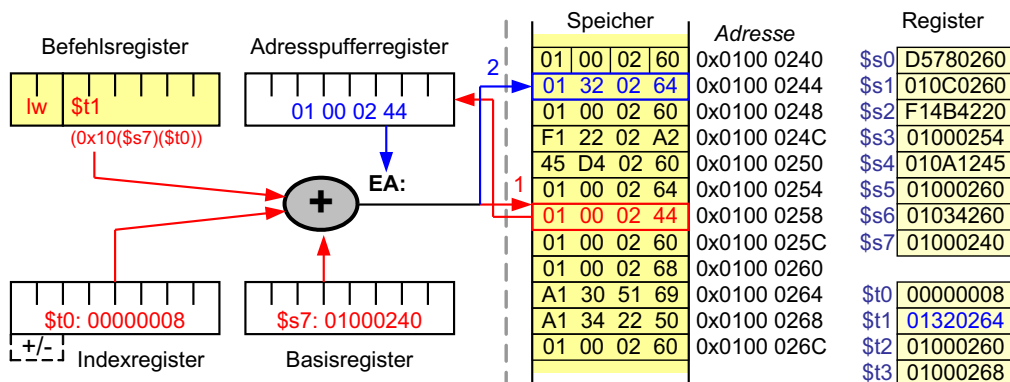 Speicher
Register
Befehlsregister
Adresspufferregister
Adresse
2
01 00 02 60
0x0100 0240
$s0
D5780260
lw
$t1
01 32 02 64
0x0100 0244
$s1
010C0260
01 00 02 44
01 00 02 60
0x0100 0248
$s2
F14B4220
(0x10($s7)($t0))
F1 22 02 A2
0x0100 024C
$s3
01000254
45 D4 02 60
0x0100 0250
$s4
010A1245
EA:
1
01 00 02 64
0x0100 0254
$s5
01000260
+
01 00 02 44
0x0100 0258
$s6
01034260
01 00 02 60
0x0100 025C
$s7
01000240
01 00 02 68
0x0100 0260
A1 30 51 69
0x0100 0264
$t0
00000008
$t0: 00000008
$s7: 01000240
A1 34 22 50
0x0100 0268
$t1
01320264
+/-
Indexregister
Basisregister
01 00 02 60
0x0100 026C
$t2
01000260
$t3
01000268